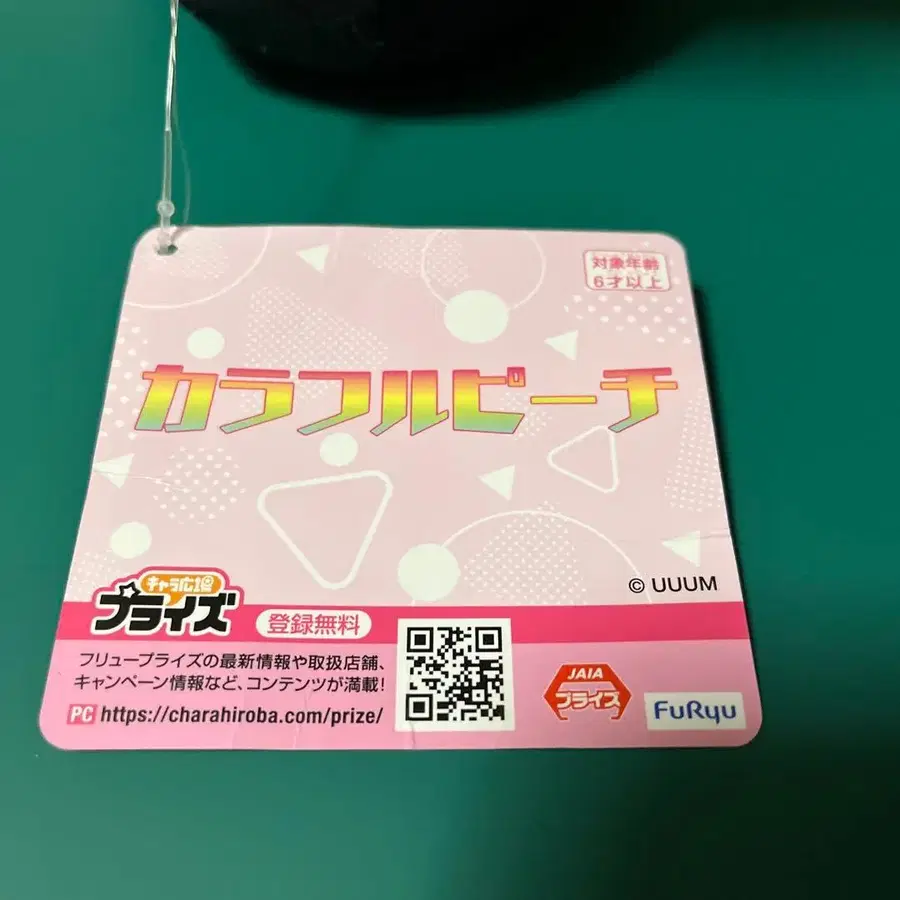 対象年齢
6才以上
カラフルピーチ
© UUUM
キャラ広場
プライズ
登録無料
フリュープライズの最新情報や取扱店舗、
キャンペーン情報など、コンテンツが満載!
PC https://charahiroba.com/prize/
JAIA
プライズ
FuRyu